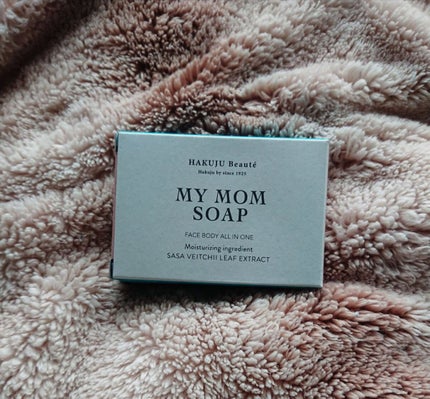 HAKUJU Beauté
Hakuju by since 1925
MY MOM
SOAP
FACE BODY ALL IN ONE
Moisturizing ingredient
SASA VEITCHII LEAF EXTRACT